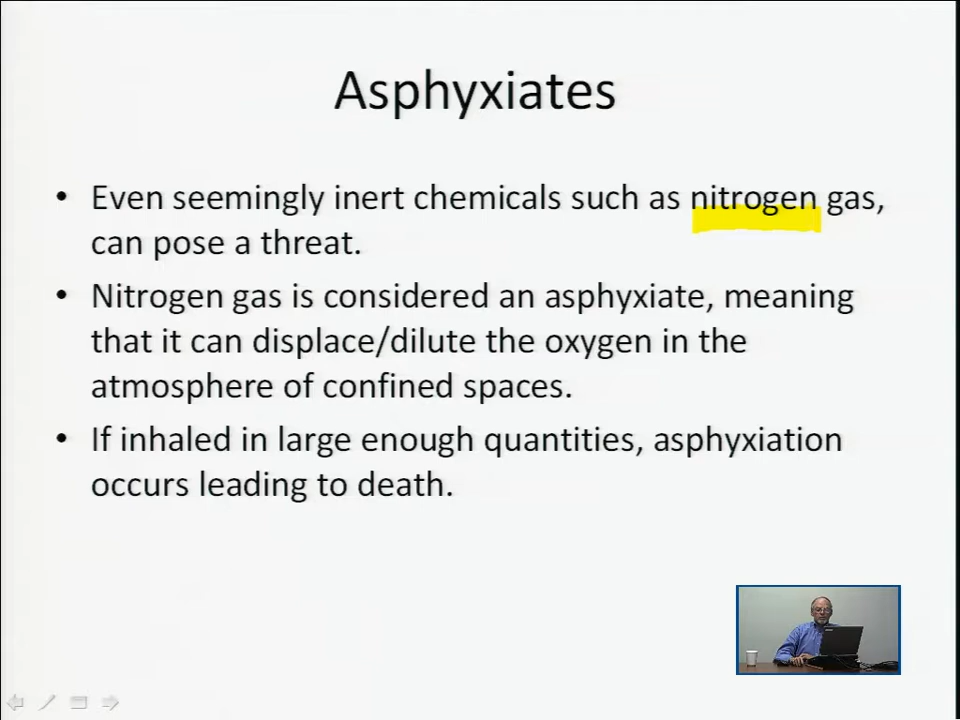 Asphyxiates
• Even seemingly inert chemicals such as nitrogen gas,
can pose a threat.
• Nitrogen gas is considered an asphyxiate, meaning
that it can displace/dilute the oxygen in the
atmosphere of confined spaces.
• If inhaled in large enough quantities, asphyxiation
occurs leading to death.